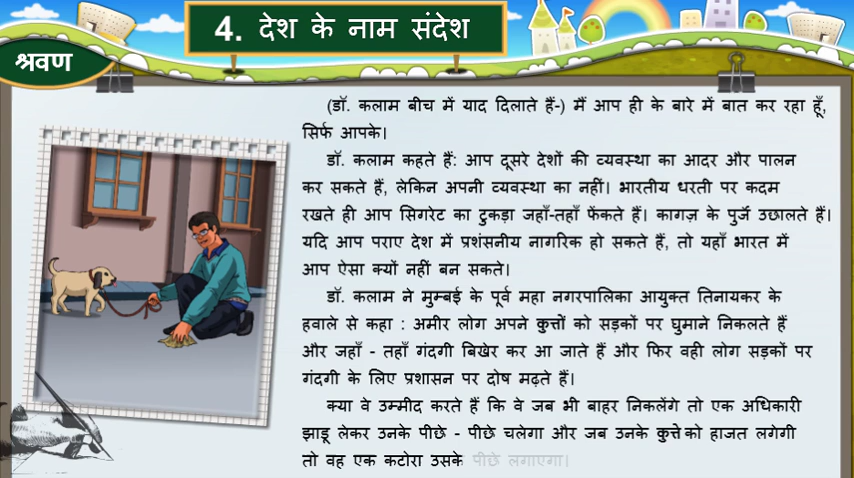 4. देश के नाम संदेश
श्रवण
(डॉ. कलाम बीच में याद दिलाते हैं-) मैं आप ही के बारे में बात कर रहा हूँ,
सिर्फ आपके।
डॉ. कलाम कहते हैं: आप दूसरे देशों की व्यवस्था का आदर और पालन
कर सकते हैं, लेकिन अपनी व्यवस्था का नहीं। भारतीय धरती पर कदम
रखते ही आप सिगरेट का टुकड़ा जहाँ-तहाँ फेंकते हैं। कागज़ के पुर्जे उछालते हैं।
यदि आप पराए देश में प्रशंसनीय नागरिक हो सकते हैं, तो यहाँ भारत में
आप ऐसा क्यों नहीं बन सकते।
डॉ. कलाम ने मुम्बई के पूर्व महा नगरपालिका आयुक्त तिनायकर के
हवाले से कहा : अमीर लोग अपने कुत्तों को सड़कों पर घुमाने निकलते हैं
और जहाँ - तहाँ गंदगी बिखेर कर आ जाते हैं और फिर वही लोग सड़कों पर
गंदगी के लिए प्रशासन पर दोष मढ़ते हैं।
क्या वे उम्मीद करते हैं कि वे जब भी बाहर निकलेंगे तो एक अधिकारी
झाडू लेकर उनके पीछे - पीछे चलेगा और जब उनके कुत्ते को हाजत लगेगी
तो वह एक कटोरा उसके पीछे लगाएगा।